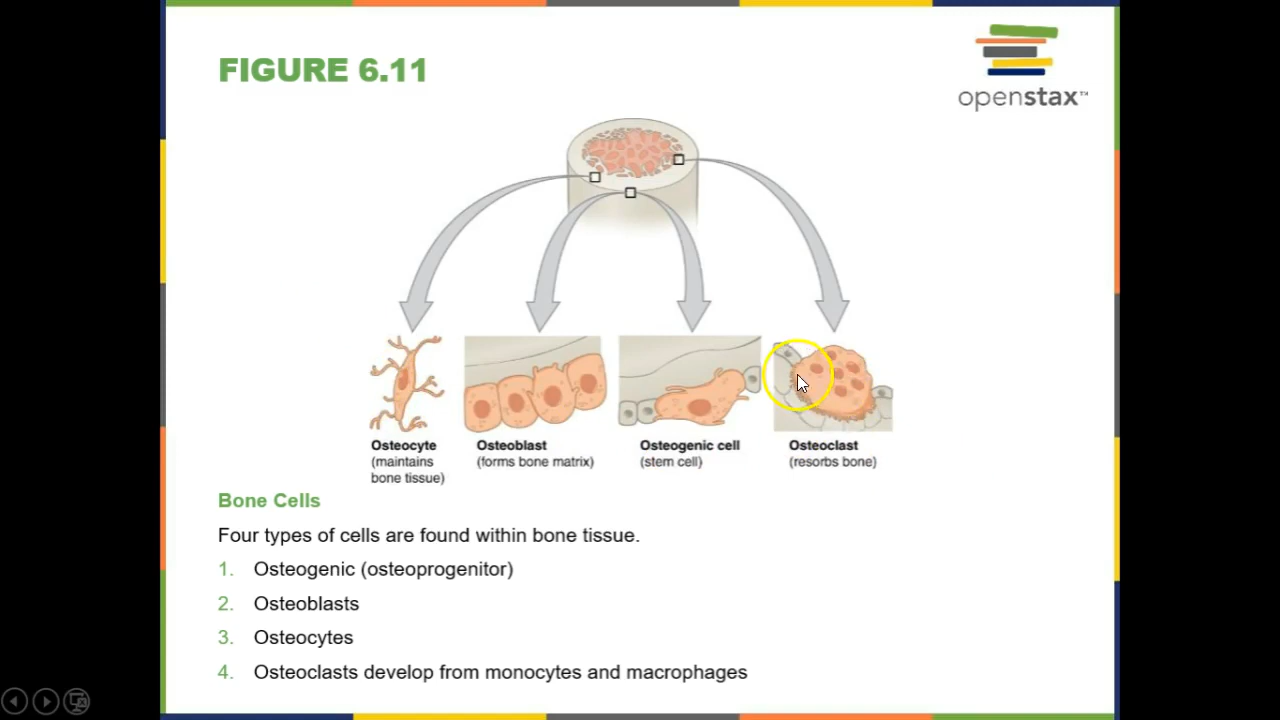 FIGURE 6.11
openstax™
Osteocyte
(maintains
bone tissue)
Osteoblast
(forms bone matrix)
Osteogenic cell
(stem cell)
Osteoclast
(resorbs bone)
Bone Cells
Four types of cells are found within bone tissue.
1. Osteogenic (osteoprogenitor)
2. Osteoblasts
3. Osteocytes
4. Osteoclasts develop from monocytes and macrophages